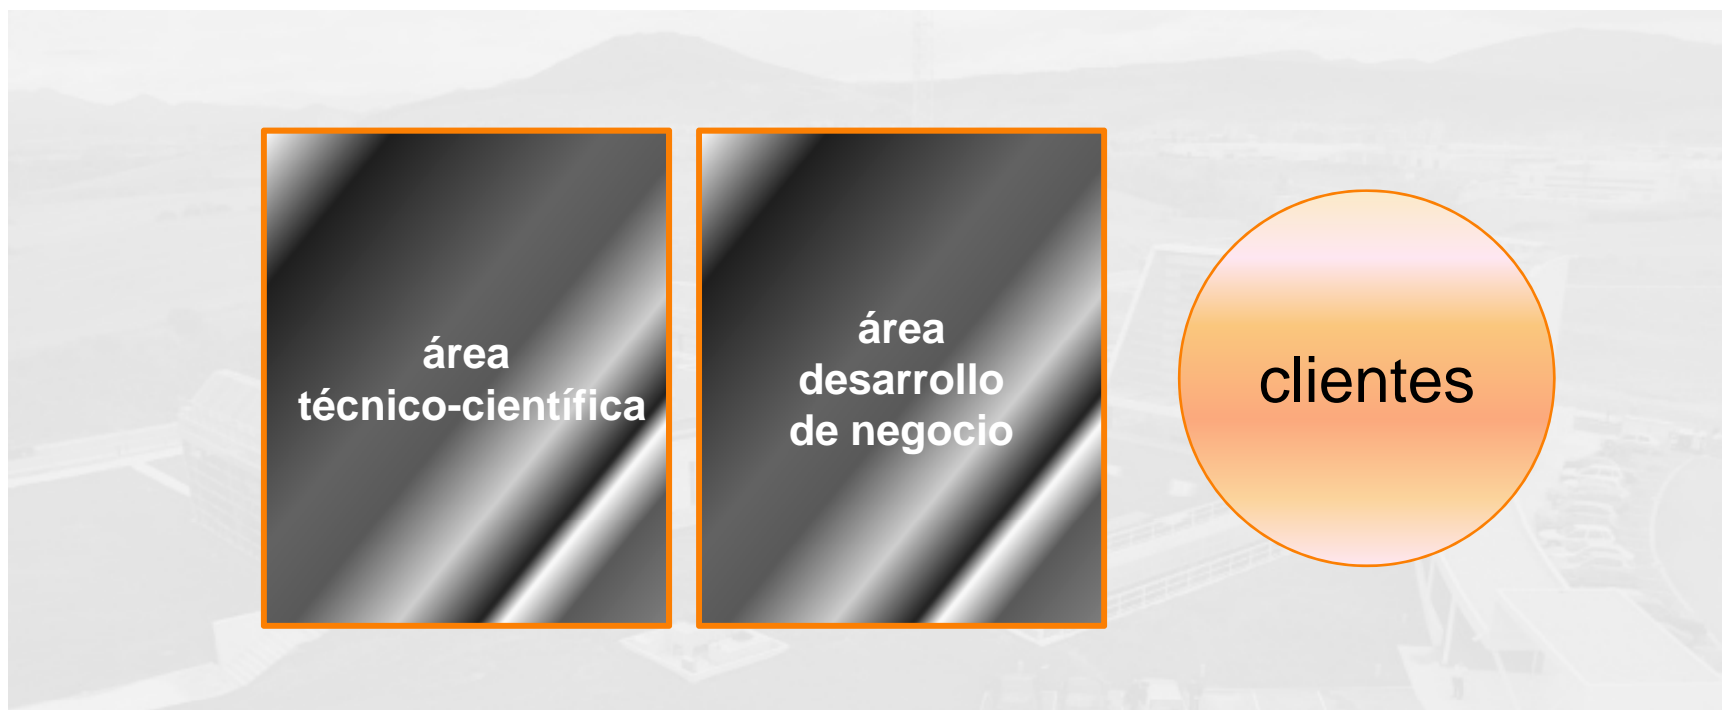 área
técnico-científica
área
desarrollo
de negocio
clientes